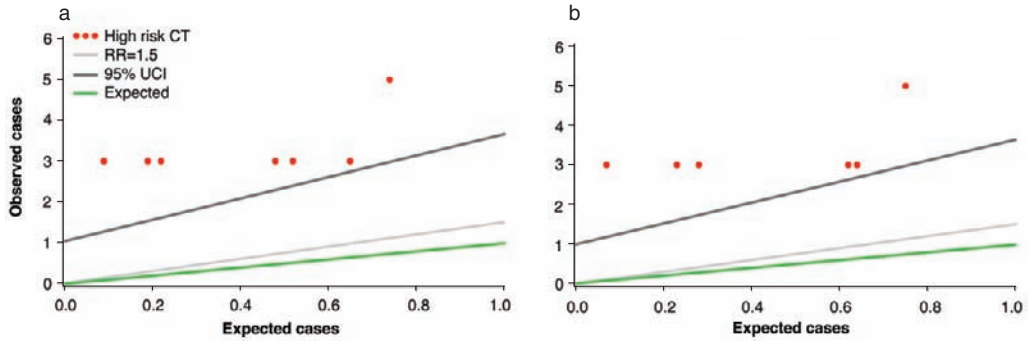 a
6
5
4
3
2
1
0
Observed cases
High risk CT
RR=1.5
95% UCI
Expected
0.0 0.2 0.4 0.6 0.8 1.0
Expected cases
b
6
5
4
3
2
1
0
0.0 0.2 0.4 0.6 0.8 1.0
Expected cases